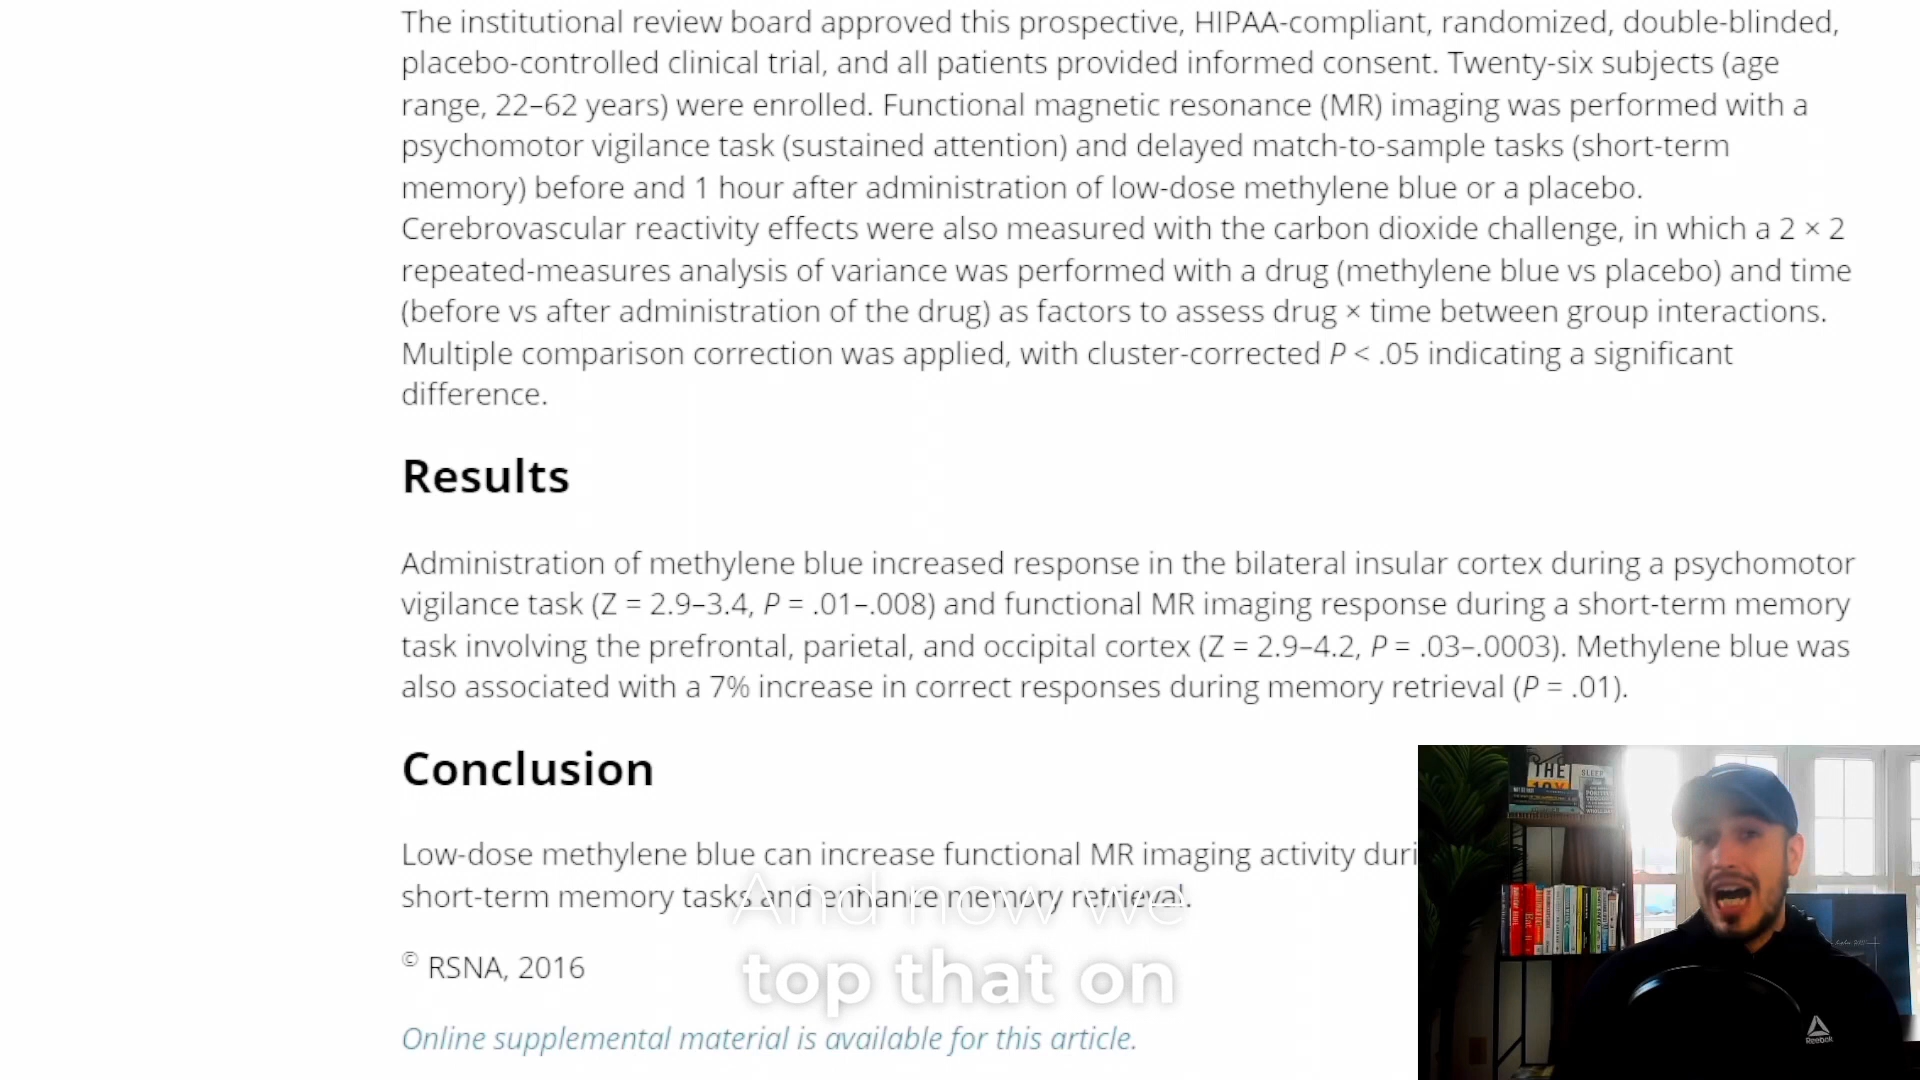 The institutional review board approved this prospective, HIPAA-compliant, randomized, double-blinded,
placebo-controlled clinical trial, and all patients provided informed consent. Twenty-six subjects (age
range, 22–62 years) were enrolled. Functional magnetic resonance (MR) imaging was performed with a
psychomotor vigilance task (sustained attention) and delayed match-to-sample tasks (short-term
memory) before and 1 hour after administration of low-dose methylene blue or a placebo.
Cerebrovascular reactivity effects were also measured with the carbon dioxide challenge, in which a 2 × 2
repeated-measures analysis of variance was performed with a drug (methylene blue vs placebo) and time
(before vs after administration of the drug) as factors to assess drug × time between group interactions.
Multiple comparison correction was applied, with cluster-corrected P < .05 indicating a significant
difference.
Results
Administration of methylene blue increased response in the bilateral insular cortex during a psychomotor
vigilance task (Z = 2.9–3.4, P = .01–.008) and functional MR imaging response during a short-term memory
task involving the prefrontal, parietal, and occipital cortex (Z = 2.9–4.2, P = .03–.0003). Methylene blue was
also associated with a 7% increase in correct responses during memory retrieval (P = .01).
Conclusion
Low-dose methylene blue can increase functional MR imaging activity duri
short-term memory tasks and enhance memory retrieval.
And now we
top that on
© RSNA, 2016
Online supplemental material is available for this article.
THE
SLEEP
Reebok